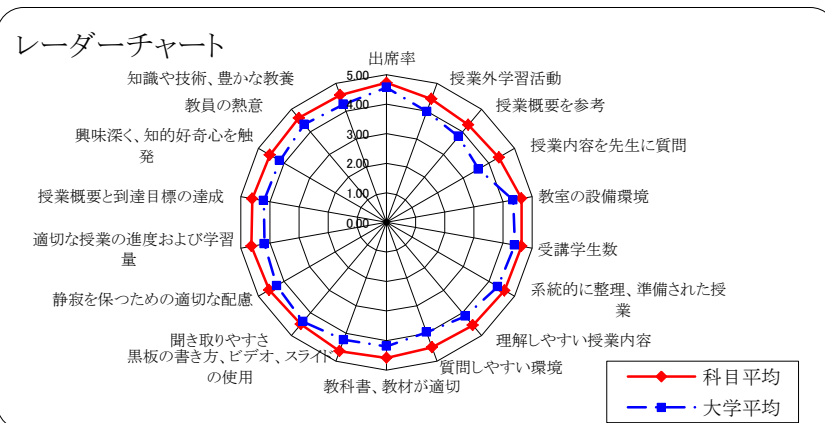 レーダーチャート
出席率
授業外学習活動
授業概要を参考
授業内容を先生に質問
教室の設備環境
受講学生数
系統的に整理、準備された授
業
理解しやすい授業内容
質問しやすい環境
教科書、教材が適切
黒板の書き方、ビデオ、スライド
の使用
聞き取りやすさ
静寂を保つための適切な配慮
適切な授業の進度および学習
量
授業概要と到達目標の達成
興味深く、知的好奇心を触
発
教員の熱意
知識や技術、豊かな教養
5.00
4.00
3.00
2.00
1.00
0.00
科目平均
大学平均